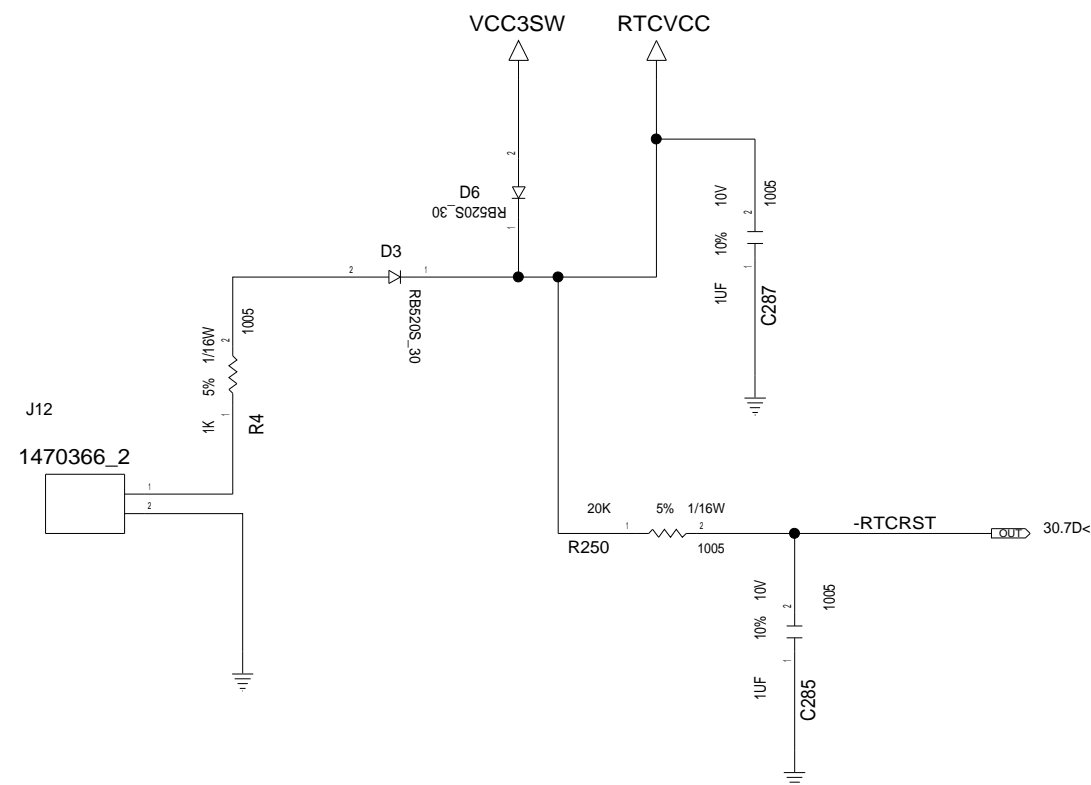 VCC3SW
RTCVCC
2
D6
RB520S_30
1
D3
2
1
RB520S_30
10V
10%
1UF
1005
2
1
C287
1/16W
5%
1K
1005
2
1
R4
J12
1470366_2
1
2
20K
5%
1/16W
1
2
R250
1005
-RTCRST
OUT
30.7D<
10V
10%
1UF
1005
2
1
C285